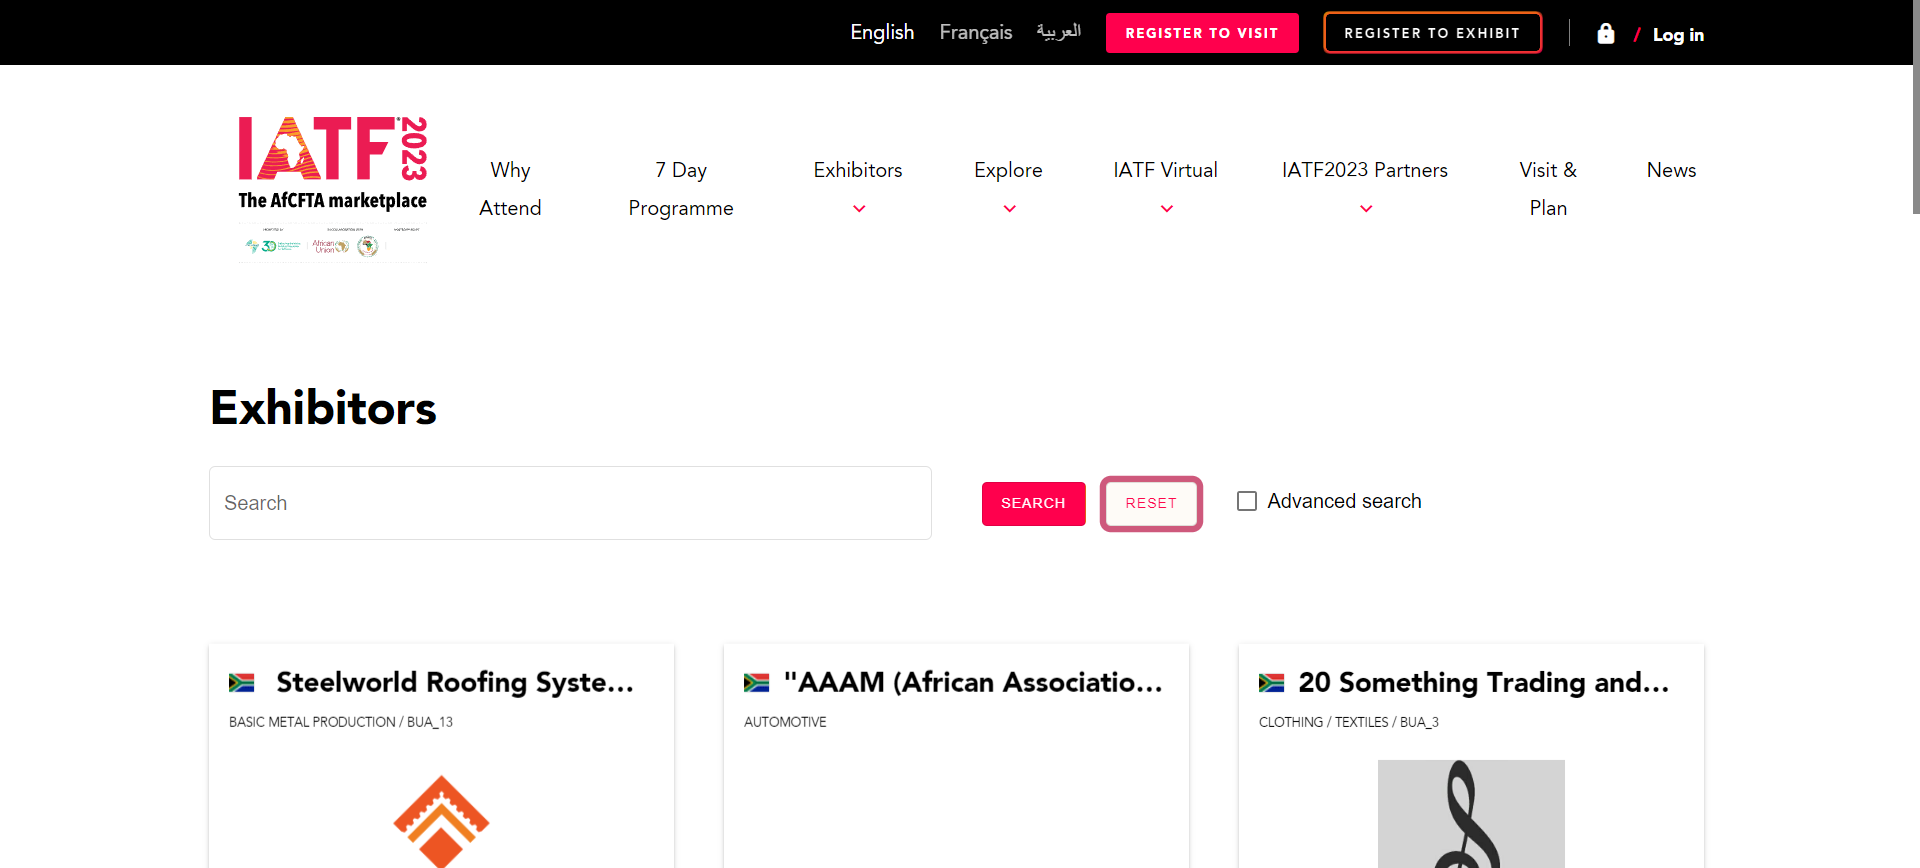 English Français العربية REGISTER TO VISIT REGISTER TO EXHIBIT / Log in
IATF 2023
The AfCFTA marketplace
African
Union
Why
Attend
7 Day
Programme
Exhibitors
Explore
IATF Virtual
IATF2023 Partners
Visit &
Plan
News
Exhibitors
Search
SEARCH
RESET
Advanced search
Steelworld Roofing Syste...
BASIC METAL PRODUCTION / BUA_13
"AAAM (African Associatio...
AUTOMOTIVE
20 Something Trading and...
CLOTHING / TEXTILES / BUA_3